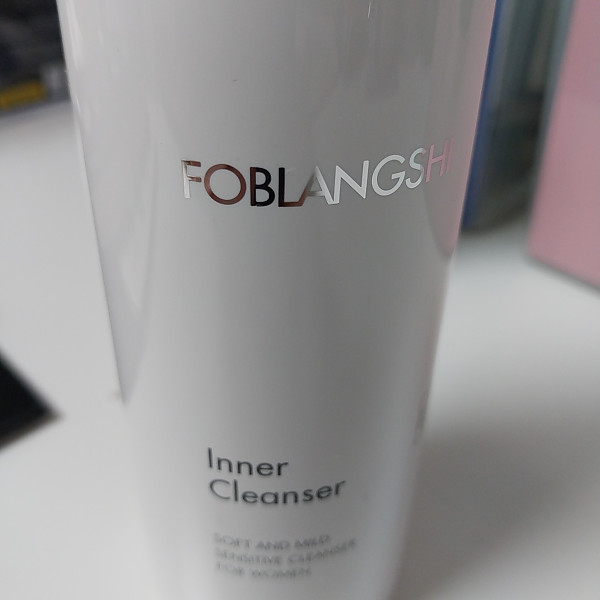 FOBLANGSHI
Inner
Cleanser
SOFT AND MILD
SENSITIVE CLEANSER
FOR WOMEN